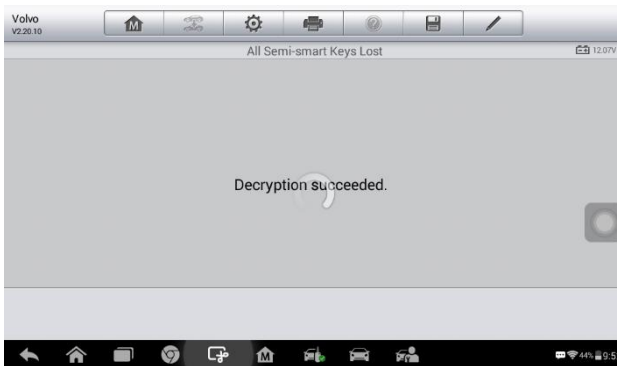 Volvo
V2.20.10
All Semi-smart Keys Lost
12.07V
Decryption succeeded.
44%